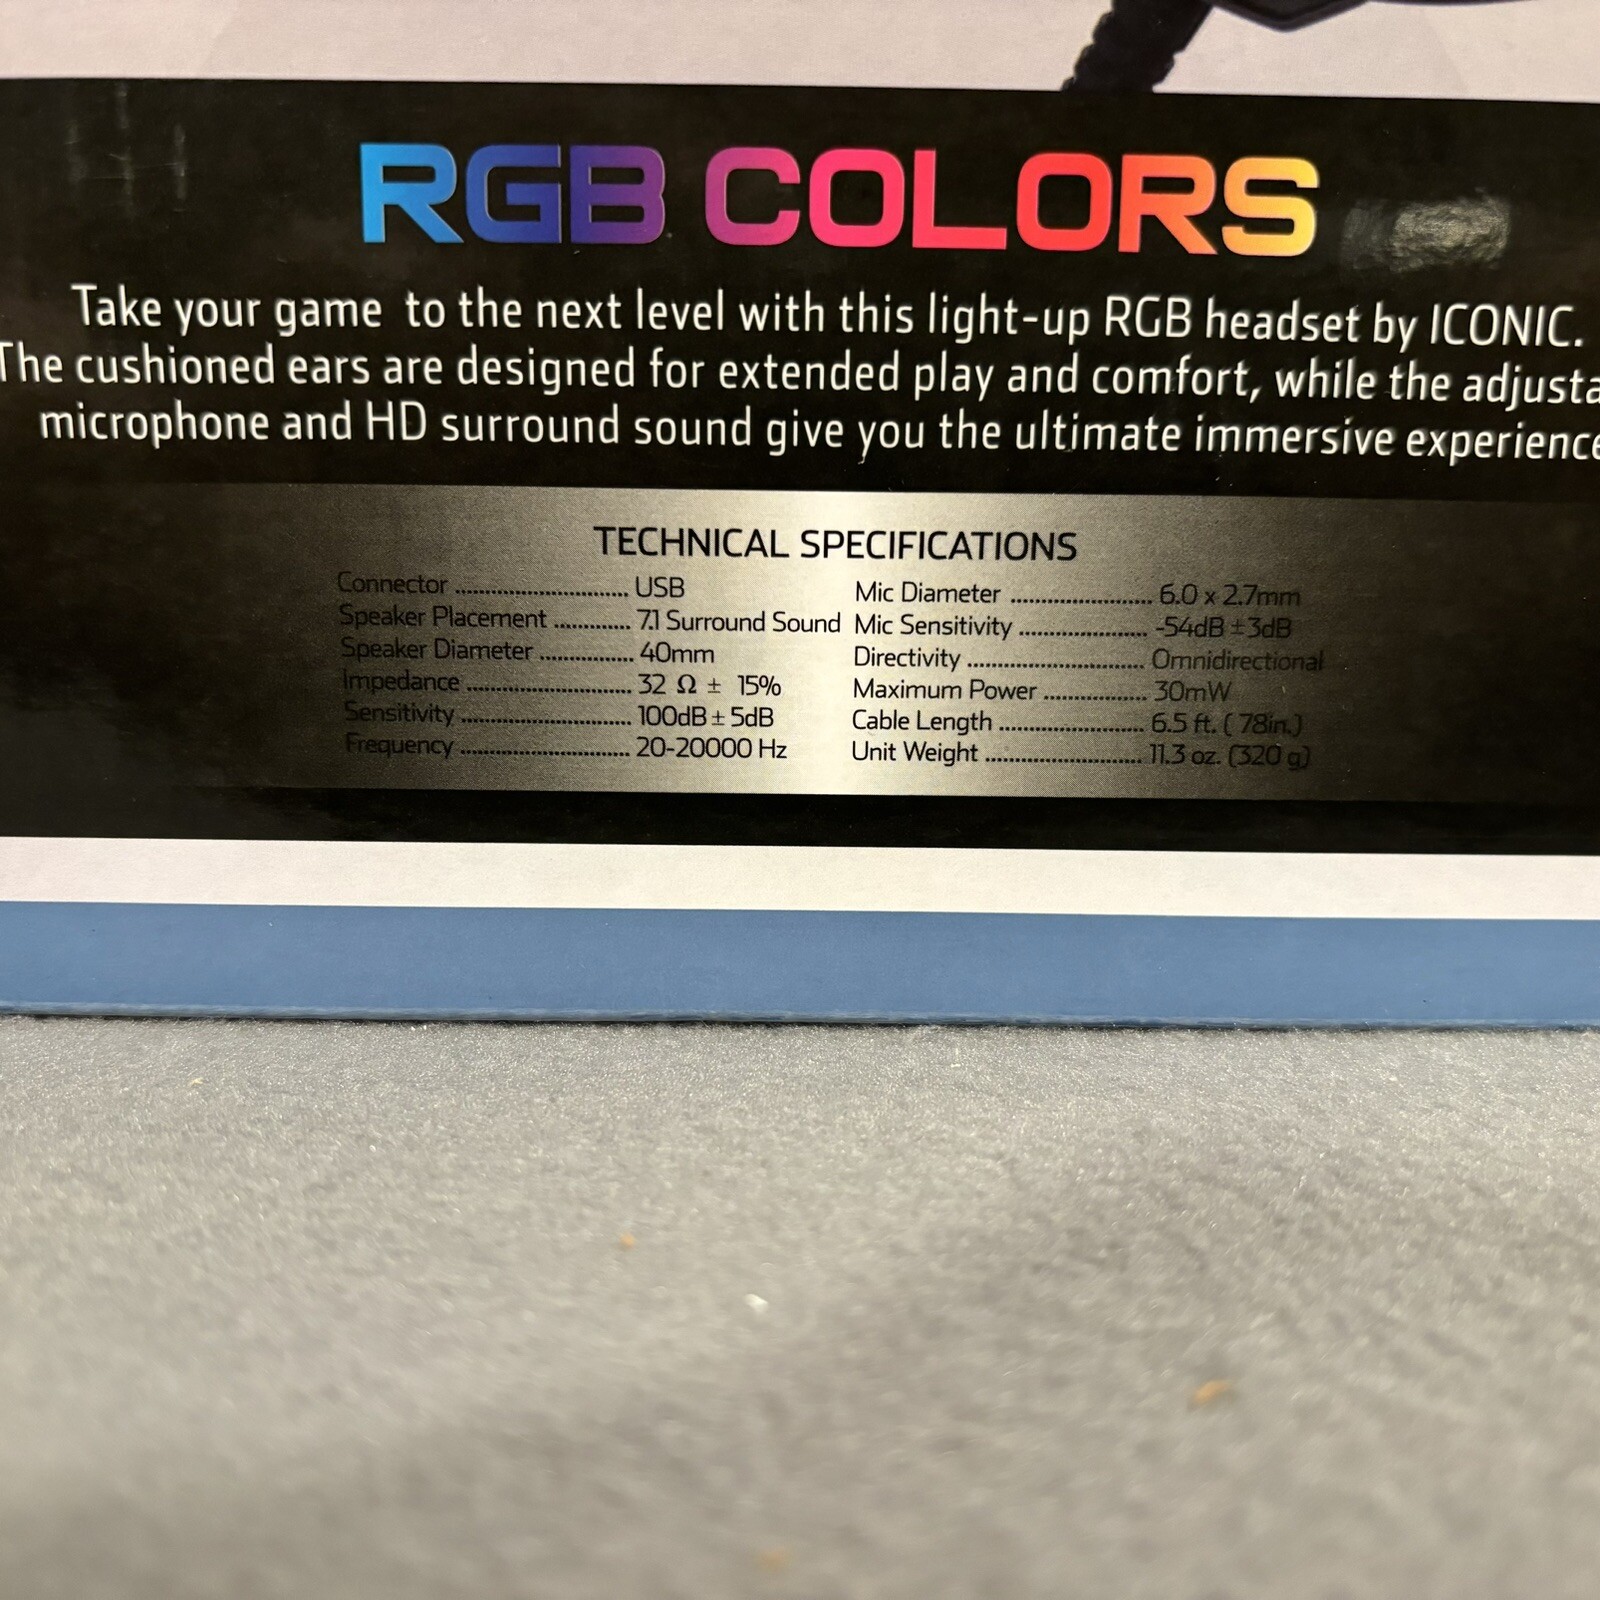 RGB COLORS
Take your game to the next level with this light-up RGB headset by ICONIC.
The cushioned ears are designed for extended play and comfort, while the adjusta
microphone and HD surround sound give you the ultimate immersive experience
TECHNICAL SPECIFICATIONS
Connector .............................. USB
Speaker Placement ............. 7.1 Surround Sound
Speaker Diameter ................ 40mm
Impedance ............................ 32 Ω ± 15%
Sensitivity ............................. 100dB ± 5dB
Frequency ............................. 20-20000 Hz
Mic Diameter ........................ 6.0 x 2.7mm
Mic Sensitivity ...................... -54dB ±3dB
Directivity .............................. Omnidirectional
Maximum Power ................. 30mW
Cable Length ......................... 6.5 ft. ( 78in.)
Unit Weight ........................... 11.3 oz. (320 g)